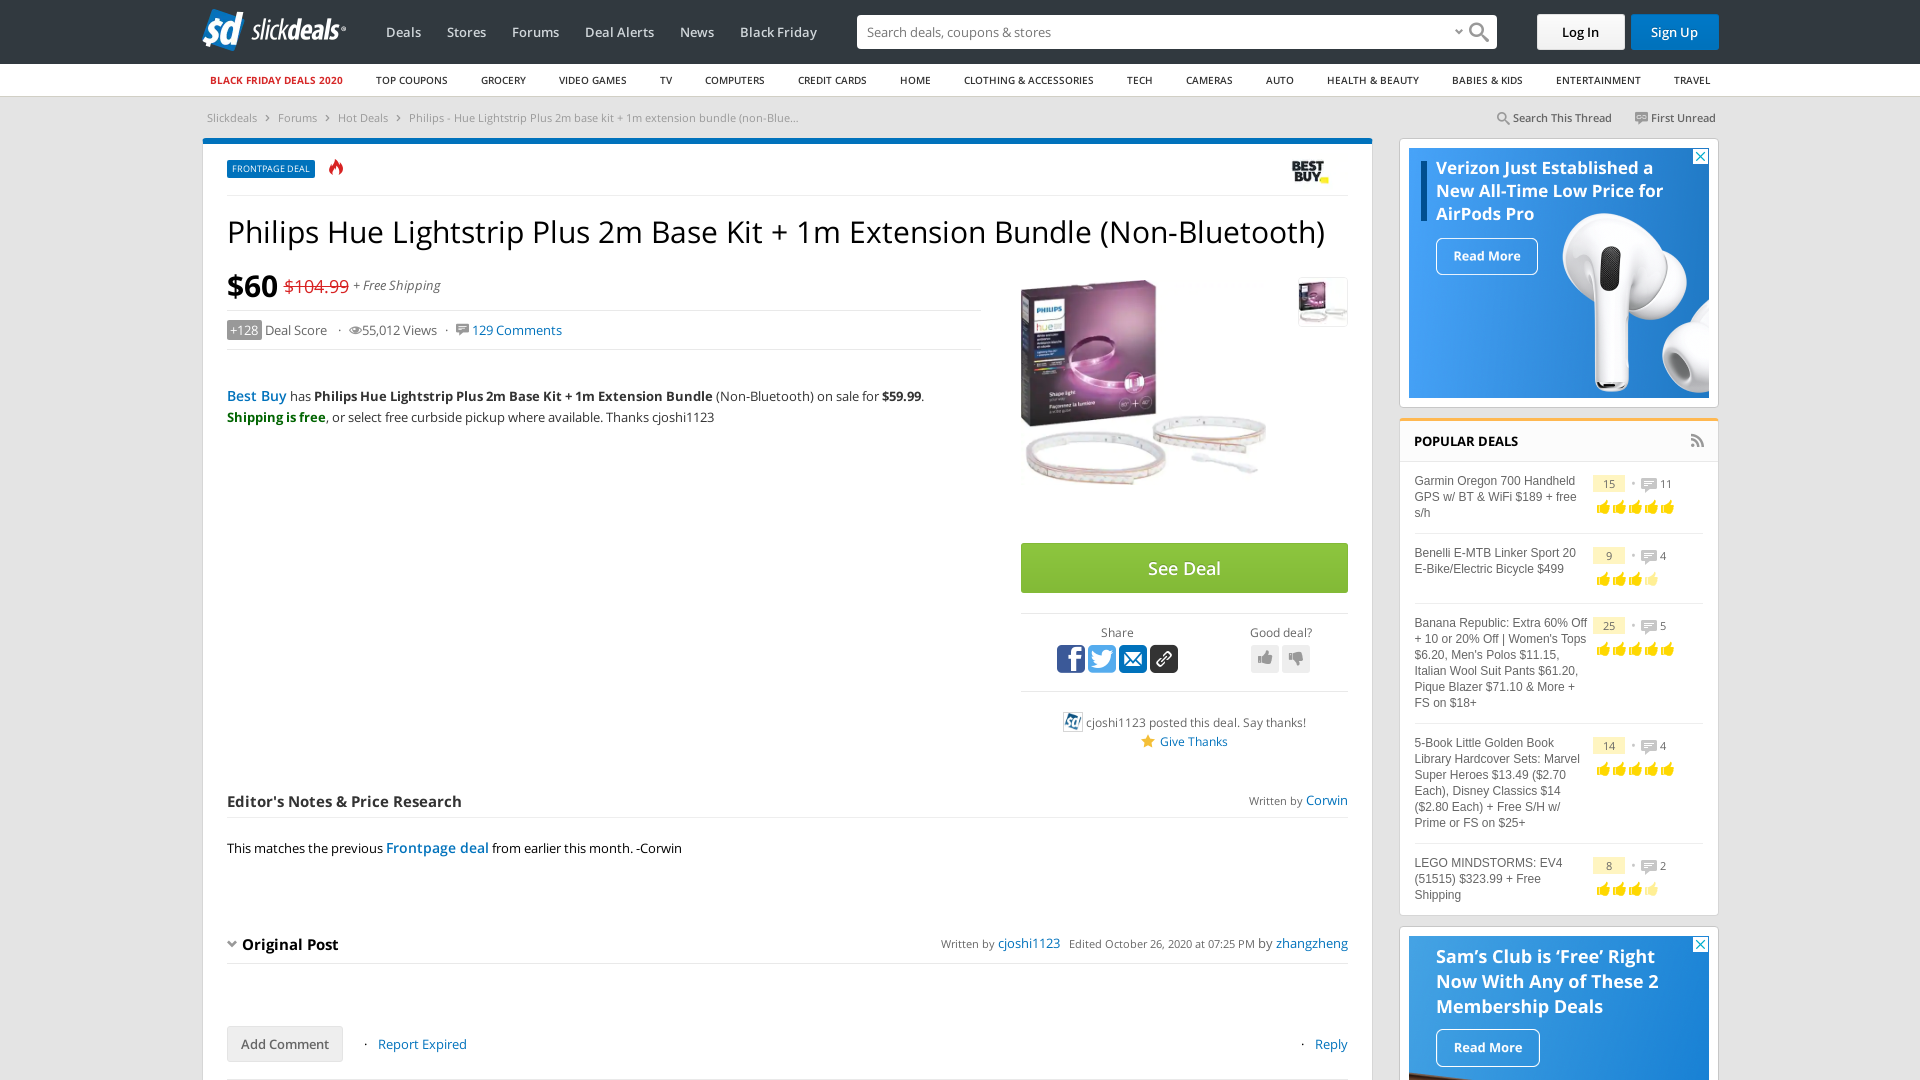 slickdeals
Deals
Stores
Forums
Deal Alerts
News
Black Friday
Search deals, coupons & stores
Log In
Sign Up
BLACK FRIDAY DEALS 2020
TOP COUPONS
GROCERY
VIDEO GAMES
TV
COMPUTERS
CREDIT CARDS
HOME
CLOTHING & ACCESSORIES
TECH
CAMERAS
AUTO
HEALTH & BEAUTY
BABIES & KIDS
ENTERTAINMENT
TRAVEL
Slickdeals › Forums › Hot Deals › Philips - Hue Lightstrip Plus 2m base kit + 1m extension bundle (non-Blue...
Search This Thread
First Unread
FRONTPAGE DEAL
BEST
BUY
Philips Hue Lightstrip Plus 2m Base Kit + 1m Extension Bundle (Non-Bluetooth)
$60 $104.99 + Free Shipping
+128 Deal Score · 55,012 Views · 129 Comments
Best Buy has Philips Hue Lightstrip Plus 2m Base Kit + 1m Extension Bundle (Non-Bluetooth) on sale for $59.99.
Shipping is free, or select free curbside pickup where available. Thanks cjoshi1123
PHILIPS
hue
See Deal
Share
Good deal?
cjoshi1123 posted this deal. Say thanks!
Give Thanks
Editor's Notes & Price Research
Written by Corwin
This matches the previous Frontpage deal from earlier this month. -Corwin
Original Post
Written by cjoshi1123 Edited October 26, 2020 at 07:25 PM by zhangzheng
Add Comment
· Report Expired
· Reply
Verizon Just Established a
New All-Time Low Price for
AirPods Pro
Read More
POPULAR DEALS
Garmin Oregon 700 Handheld
GPS w/ BT & WiFi $189 + free
s/h
15 • 11
Benelli E-MTB Linker Sport 20
E-Bike/Electric Bicycle $499
9 • 4
Banana Republic: Extra 60% Off
+ 10 or 20% Off | Women's Tops
$6.20, Men's Polos $11.15,
Italian Wool Suit Pants $61.20,
Pique Blazer $71.10 & More +
FS on $18+
25 • 5
5-Book Little Golden Book
Library Hardcover Sets: Marvel
Super Heroes $13.49 ($2.70
Each), Disney Classics $14
($2.80 Each) + Free S/H w/
Prime or FS on $25+
14 • 4
LEGO MINDSTORMS: EV4
(51515) $323.99 + Free
Shipping
8 • 2
Sam's Club is ‘Free’ Right
Now With Any of These 2
Membership Deals
Read More